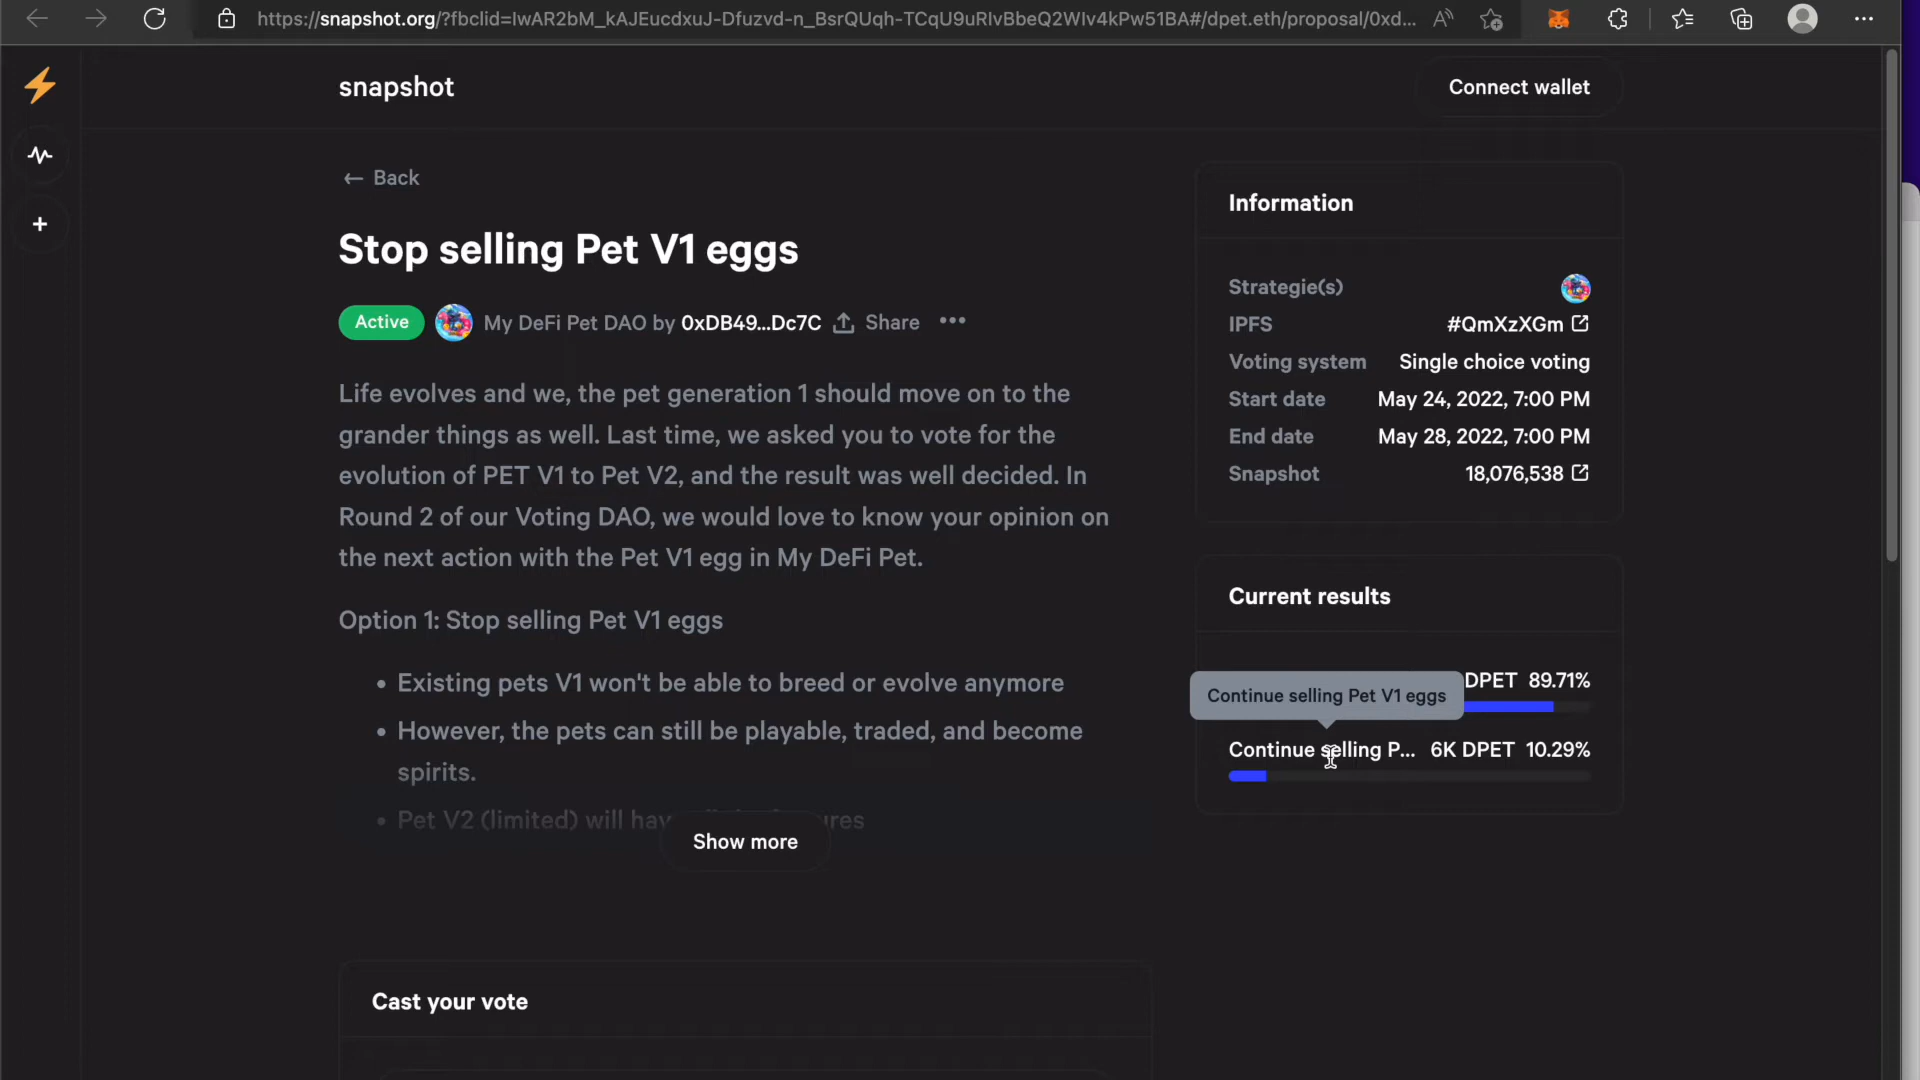 https://snapshot.org/?fbclid=IwAR2bM_kAJEucdxuJ-Dfuzvd-n_BsrQUqh-TCqU9uRIvBbeQ2WIv4kPw51BA#/dpet.eth/proposal/0xd...
snapshot
Connect wallet
← Back
Stop selling Pet V1 eggs
Active My DeFi Pet DAO by 0xDB49...Dc7C Share •••
Life evolves and we, the pet generation 1 should move on to the
grander things as well. Last time, we asked you to vote for the
evolution of PET V1 to Pet V2, and the result was well decided. In
Round 2 of our Voting DAO, we would love to know your opinion on
the next action with the Pet V1 egg in My DeFi Pet.
Option 1: Stop selling Pet V1 eggs
• Existing pets V1 won't be able to breed or evolve anymore
• However, the pets can still be playable, traded, and become
spirits.
• Pet V2 (limited) will hav
Show more
Cast your vote
Information
Strategie(s)
IPFS #QmXzXGm
Voting system Single choice voting
Start date May 24, 2022, 7:00 PM
End date May 28, 2022, 7:00 PM
Snapshot 18,076,538
Current results
DPET 89.71%
Continue selling Pet V1 eggs
Continue selling P... 6K DPET 10.29%